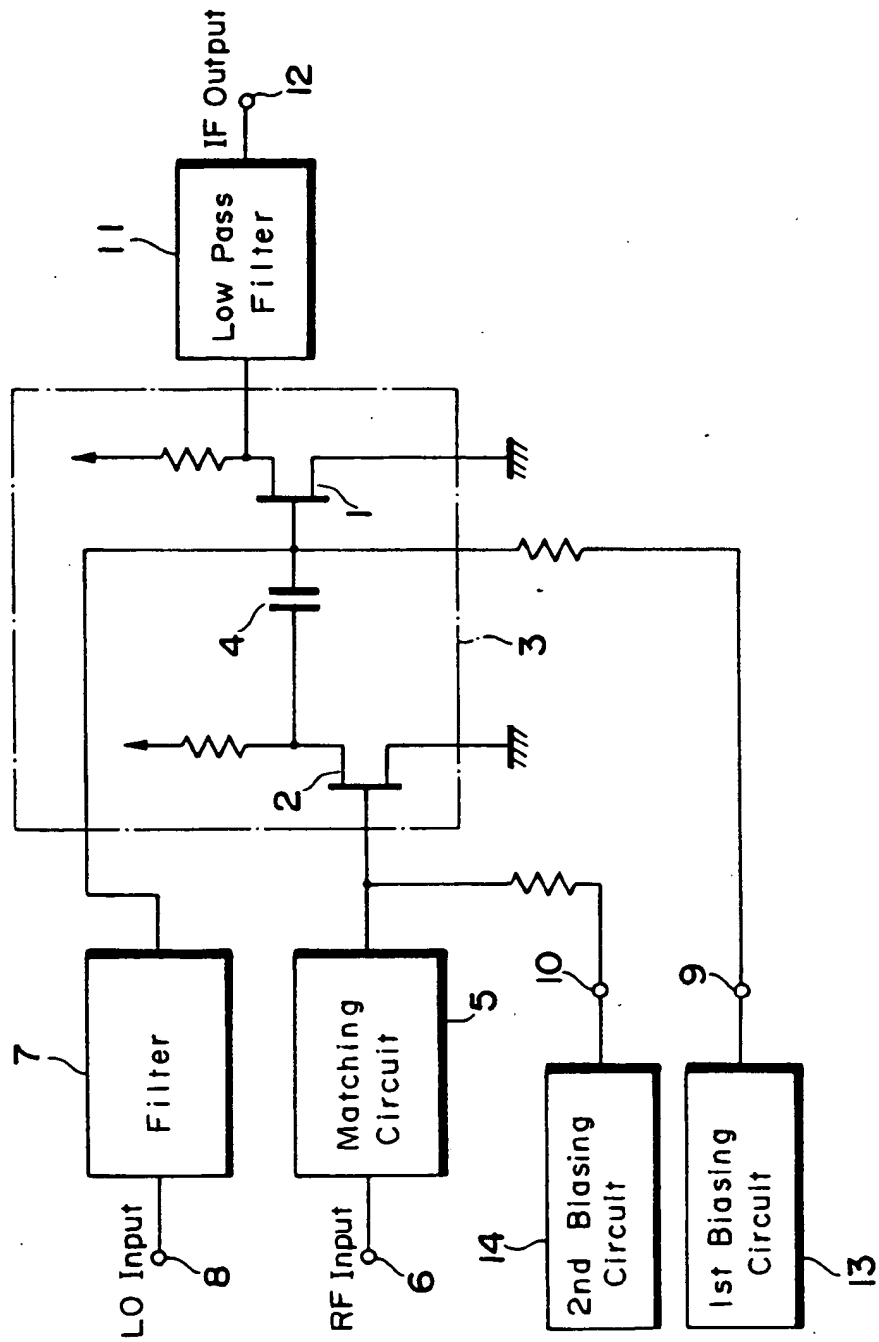 LO Input
8
7
Filter
RF Input
6
Matching
Circuit
5
14
2nd Biasing
Circuit
10
1st Biasing
Circuit
13
9
2
4
3
1
11
Low Pass
Filter
IF Output
12